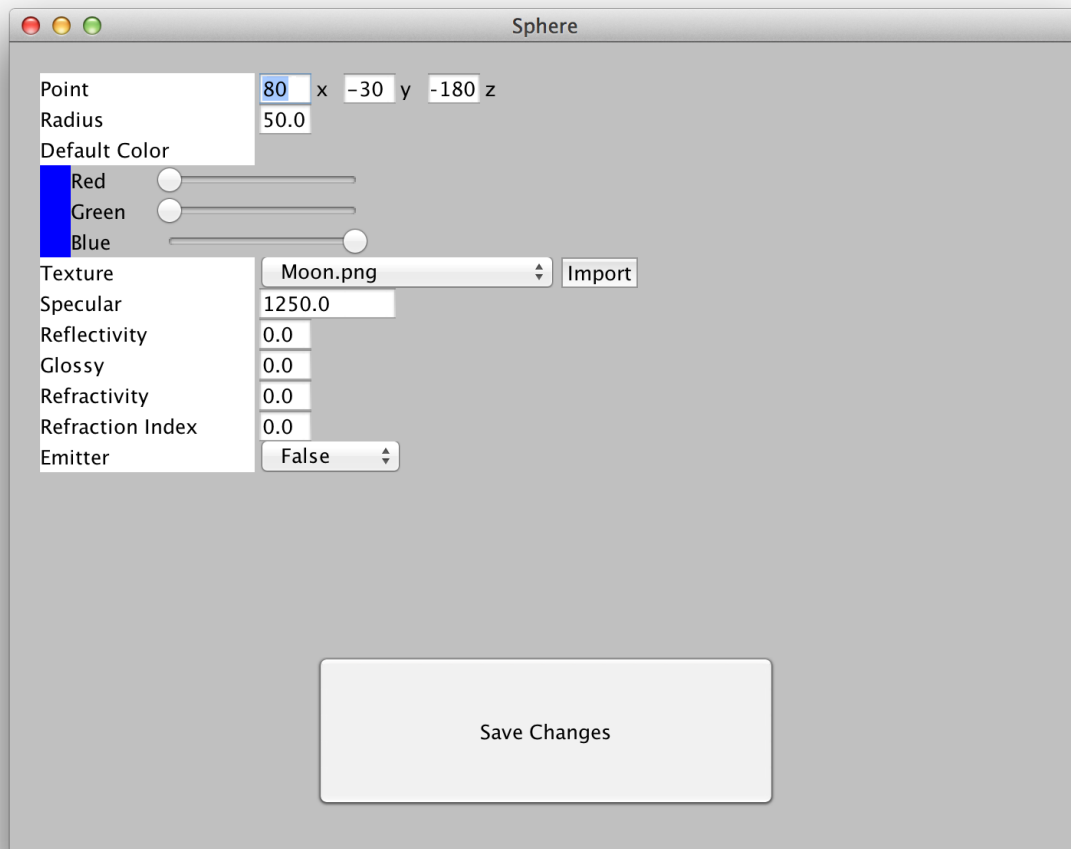 Sphere
Point 80 x -30 y -180 z
Radius 50.0
Default Color
Red
Green
Blue
Texture Moon.png Import
Specular 1250.0
Reflectivity 0.0
Glossy 0.0
Refractivity 0.0
Refraction Index 0.0
Emitter False
Save Changes